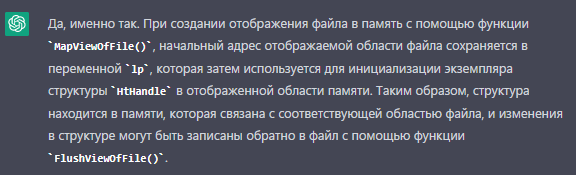 Да, именно так. При создании отображения файла в память с помощью функции
`MapViewOfFile()`, начальный адрес отображаемой области файла сохраняется в
переменной `lp`, которая затем используется для инициализации экземпляра
структуры `HtHandle` в отображенной области памяти. Таким образом, структура
находится в памяти, которая связана с соответствующей областью файла, и изменения
в структуре могут быть записаны обратно в файл с помощью функции
`FlushViewOfFile()`.